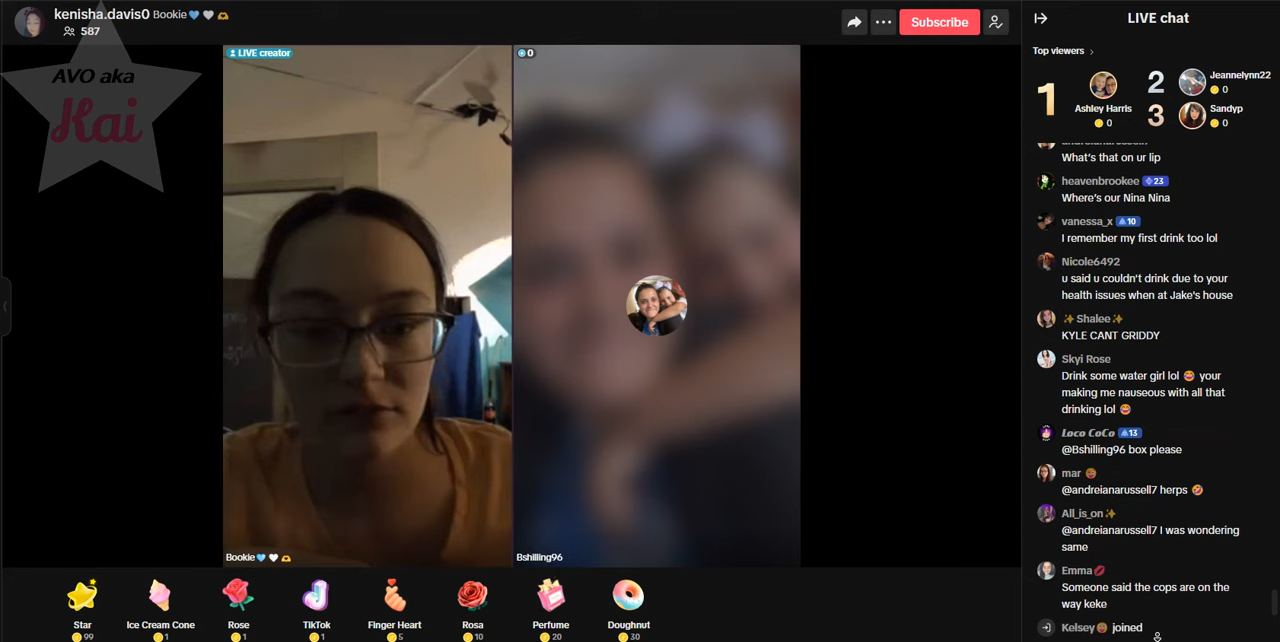 kenisha.davis0 Bookie💙🤍🫶
587
AVO aka
Kai
Subscribe
LIVE creator
0
Bookie💙🤍🫶
Bshilling96
Star
99
Ice Cream Cone
1
Rose
1
TikTok
1
Finger Heart
5
Rosa
10
Perfume
20
Doughnut
30
LIVE chat
Top viewers
1
Ashley Harris
0
2
Jeannelynn22
0
3
Sandyp
0
What's that on ur lip
heavenbrookee 23
Where's our Nina Nina
vanessa_x 10
I remember my first drink too lol
Nicole6492
u said u couldn't drink due to your
health issues when at Jake's house
✨Shalee✨
KYLE CANT GRIDDY
Skyi Rose
Drink some water girl lol 😂 your
making me nauseous with all that
drinking lol 😂
Loco CoCo 13
@Bshilling96 box please
mar
@andreianarussell7 herps 🤣
All_is_on✨
@andreianarussell7 I was wondering
same
Emma💋
Someone said the cops are on the
way keke
Kelsey joined